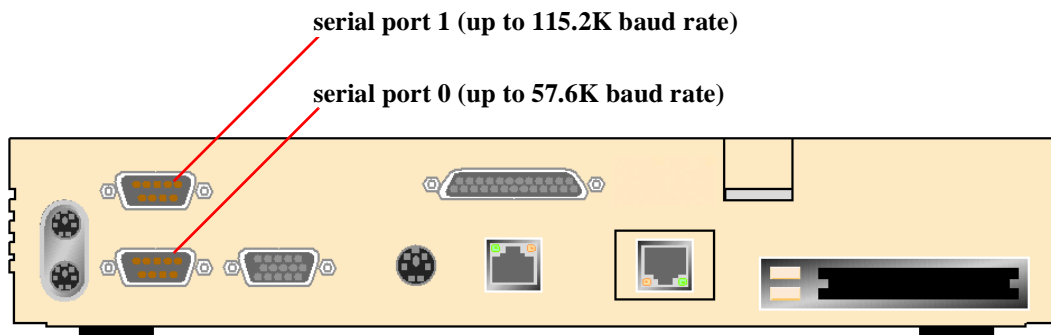 serial port 1 (up to 115.2K baud rate)
serial port 0 (up to 57.6K baud rate)